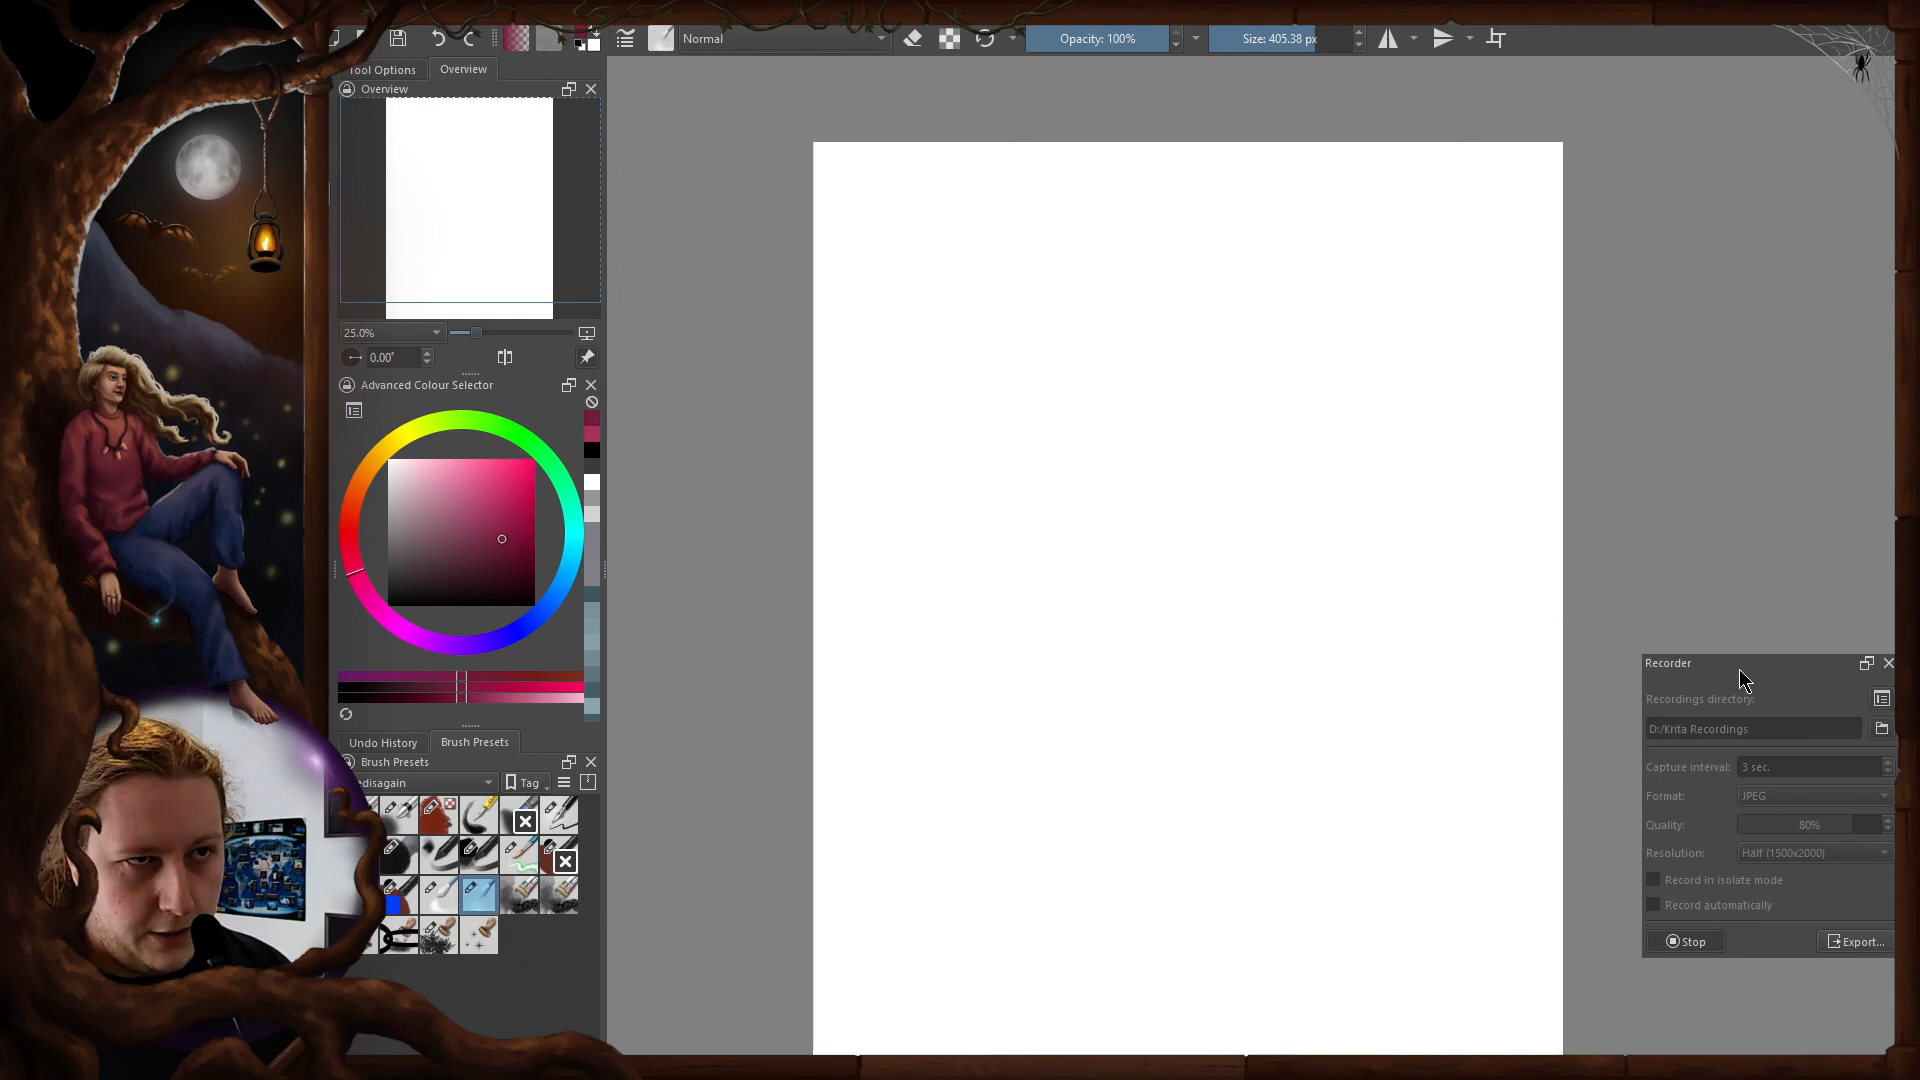 Normal
Opacity: 100%
Size: 405.38 px
Tool Options
Overview
Overview
25.0%
0.00°
Advanced Colour Selector
Undo History
Brush Presets
Brush Presets
Tag
Recorder
Recordings directory:
D:/Krita Recordings
Capture interval:
3 sec.
Format:
JPEG
Quality:
80%
Resolution:
Half (1500x2000)
Record in isolate mode
Record automatically
Stop
Export...